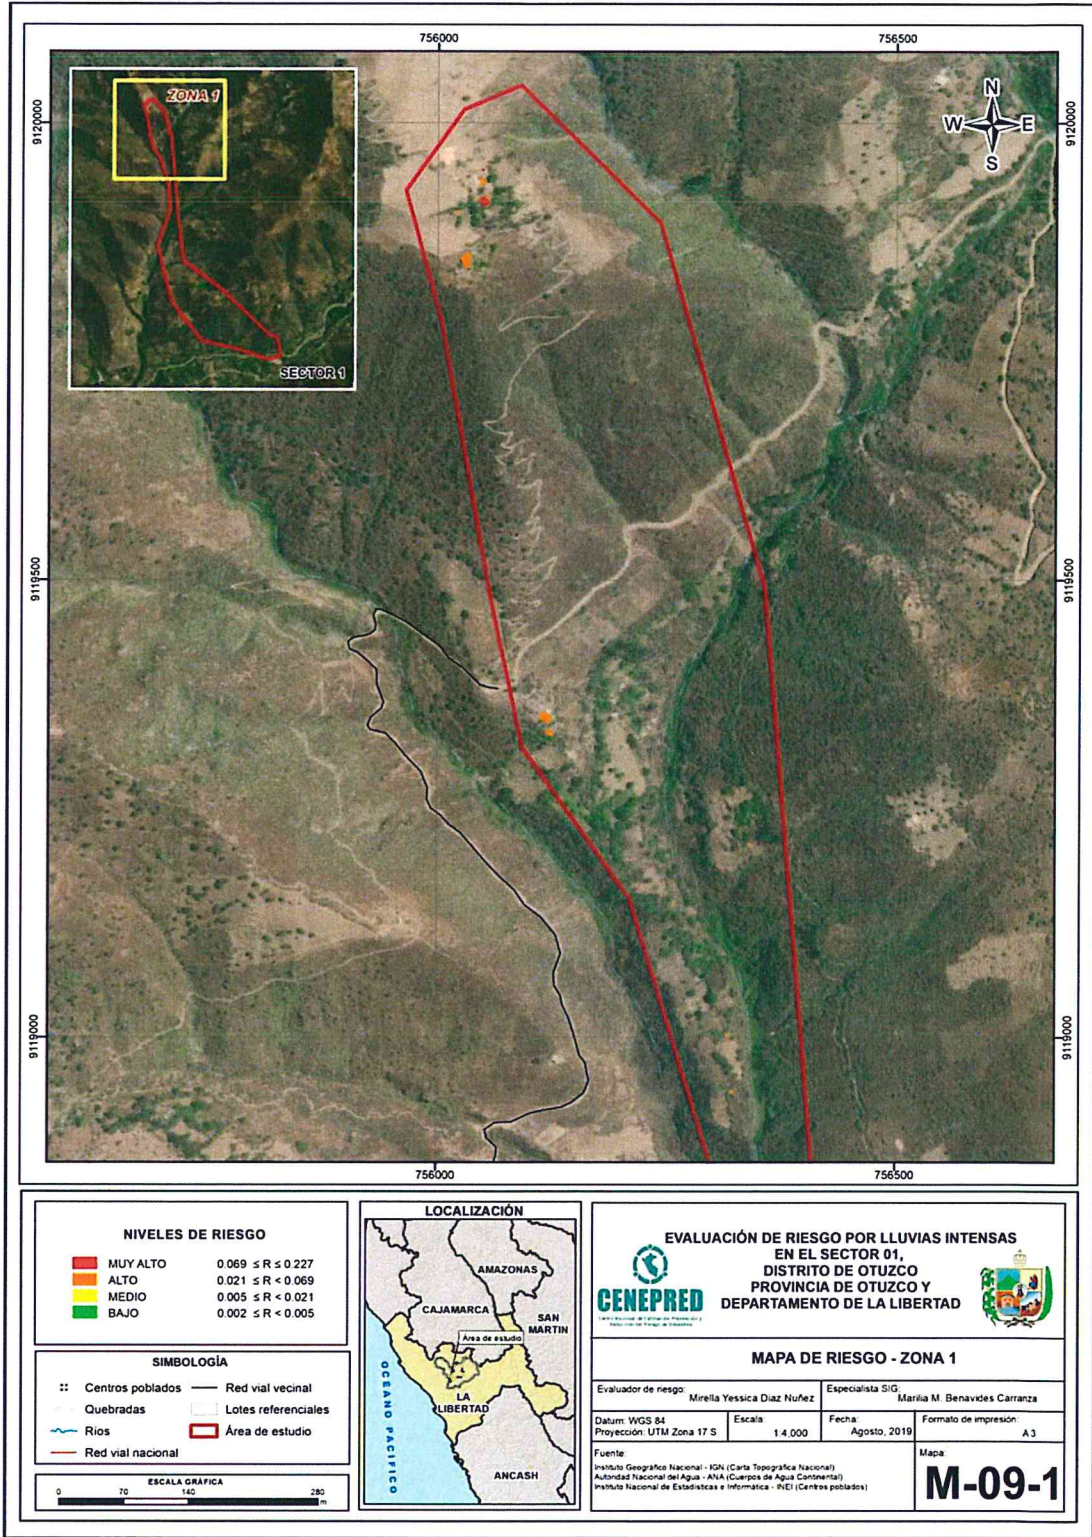 756000
756500
9120000
9120000
ZONA 1
N
W
E
S
SECTOR 1
9119500
9119500
9119000
9119000
756000
756500
NIVELES DE RIESGO
MUY ALTO 0.069 ≤ R ≤ 0.227
ALTO 0.021 ≤ R < 0.069
MEDIO 0.005 ≤ R < 0.021
BAJO 0.002 ≤ R < 0.005
SIMBOLOGÍA
Centros poblados
Red vial vecinal
Quebradas
Lotes referenciales
Rios
Área de estudio
Red vial nacional
ESCALA GRÁFICA
0 70 140 280
m
LOCALIZACIÓN
AMAZONAS
CAJAMARCA
SAN
MARTIN
Área de estudio
LA
LIBERTAD
OCEANO PACIFICO
ANCASH
CENEPRED
EVALUACIÓN DE RIESGO POR LLUVIAS INTENSAS
EN EL SECTOR 01,
DISTRITO DE OTUZCO
PROVINCIA DE OTUZCO Y
DEPARTAMENTO DE LA LIBERTAD
MAPA DE RIESGO - ZONA 1
Evaluador de riesgo:
Mirella Yessica Diaz Nuñez
Especialista SIG:
Marilia M. Benavides Carranza
Datum: WGS 84
Proyección: UTM Zona 17 S
Escala:
1:4,000
Fecha:
Agosto, 2019
Formato de impresión:
A 3
Fuente:
Instituto Geográfico Nacional - IGN (Carta Topográfica Nacional)
Autoridad Nacional del Agua - ANA (Cuerpos de Agua Continental)
Instituto Nacional de Estadísticas e Informática - INEI (Centros poblados)
Mapa:
M-09-1